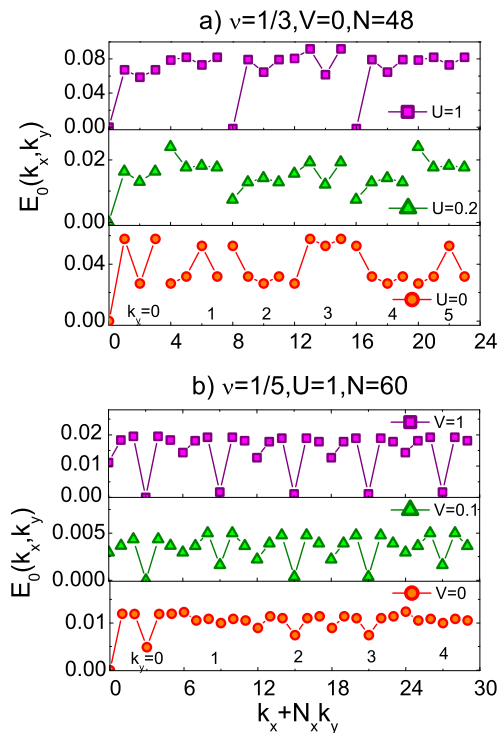 a) ν=1/3,V=0,N=48
0.08
0.04
0.00
U=1
0.02
0.00
U=0.2
0.04
0.00
U=0
k_y=0 1 2 3 4 5
0 4 8 12 16 20 24
E_0(k_x,k_y)
b) ν=1/5,U=1,N=60
0.02
0.01
0.00
V=1
0.005
0.000
V=0.1
0.01
0.00
V=0
k_y=0 1 2 3 4
0 6 12 18 24 30
E_0(k_x,k_y)
k_x+N_xk_y